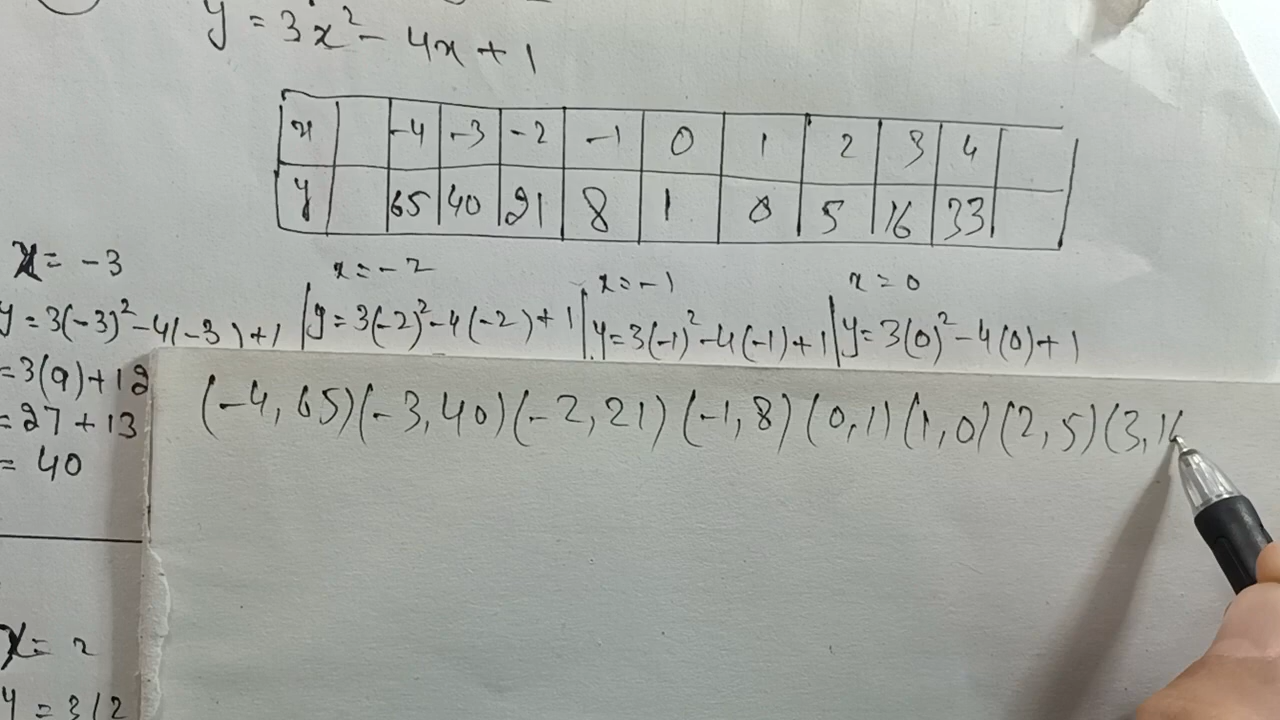 y = 3x² - 4x + 1
x -4 -3 -2 -1 0 1 2 3 4
y 65 40 21 8 1 0 5 16 33
x = -3
x = -2
x = -1
x = 0
y = 3(-3)² - 4(-3) + 1
y = 3(-2)² - 4(-2) + 1
y = 3(-1)² - 4(-1) + 1
y = 3(0)² - 4(0) + 1
= 3(9) + 12
= 27 + 13
= 40
(-4, 65) (-3, 40) (-2, 21) (-1, 8) (0, 1) (1, 0) (2, 5) (3, 16
x = 2
y = 3(2